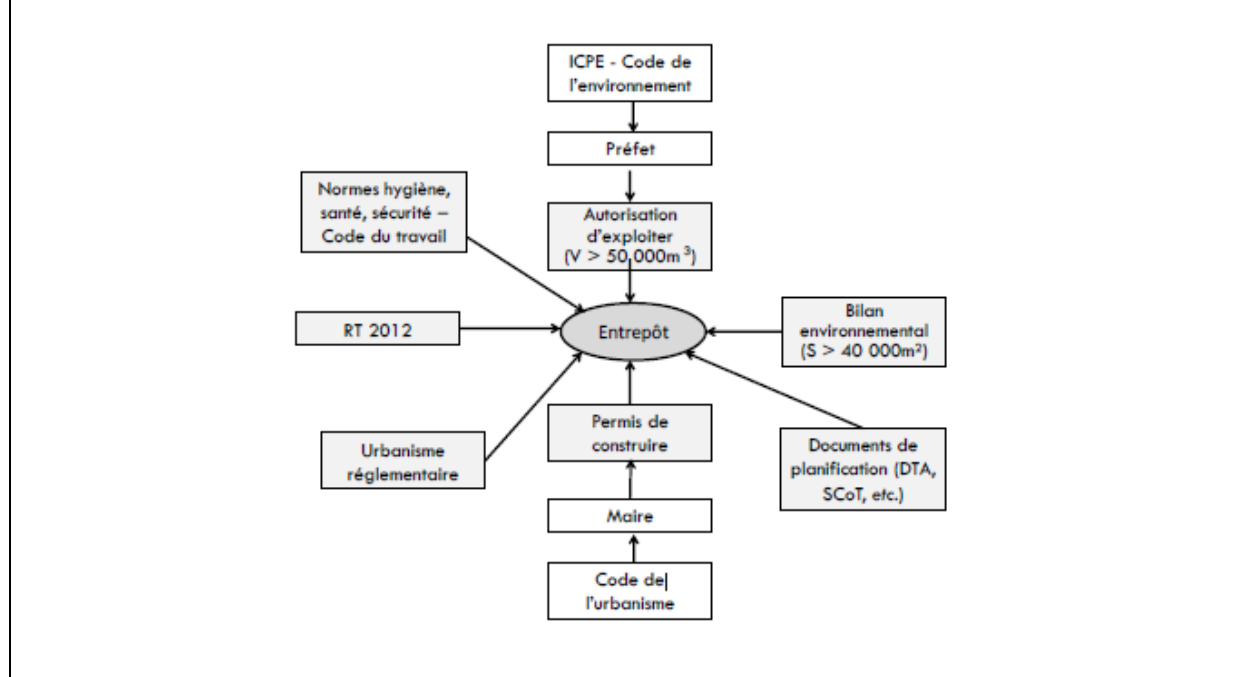 ICPE - Code de
l'environnement
Préfet
Normes hygiène,
santé, sécurité –
Code du travail
Autorisation
d'exploiter
(V > 50 000m³)
RT 2012
Entrepôt
Bilan
environnemental
(S > 40 000m²)
Urbanisme
réglementaire
Permis de
construire
Documents de
planification (DTA,
SCoT, etc.)
Maire
Code de
l'urbanisme